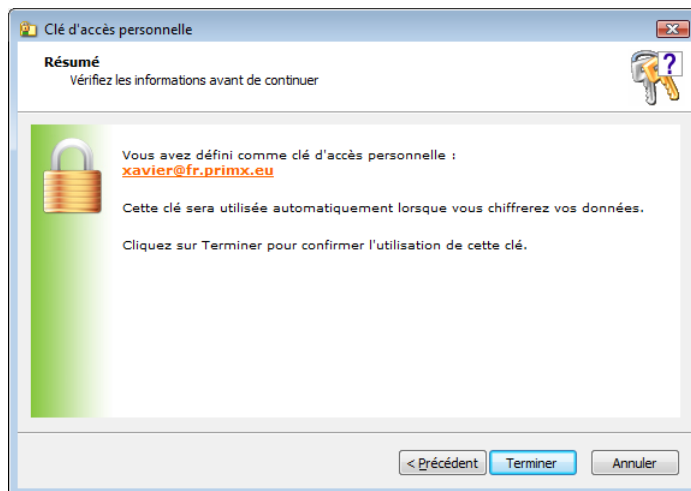 Clé d'accès personnelle
Résumé
Vérifiez les informations avant de continuer
?
Vous avez défini comme clé d'accès personnelle :
xavier@fr.primx.eu
Cette clé sera utilisée automatiquement lorsque vous chiffrerez vos données.
Cliquez sur Terminer pour confirmer l'utilisation de cette clé.
< Précédent
Terminer
Annuler